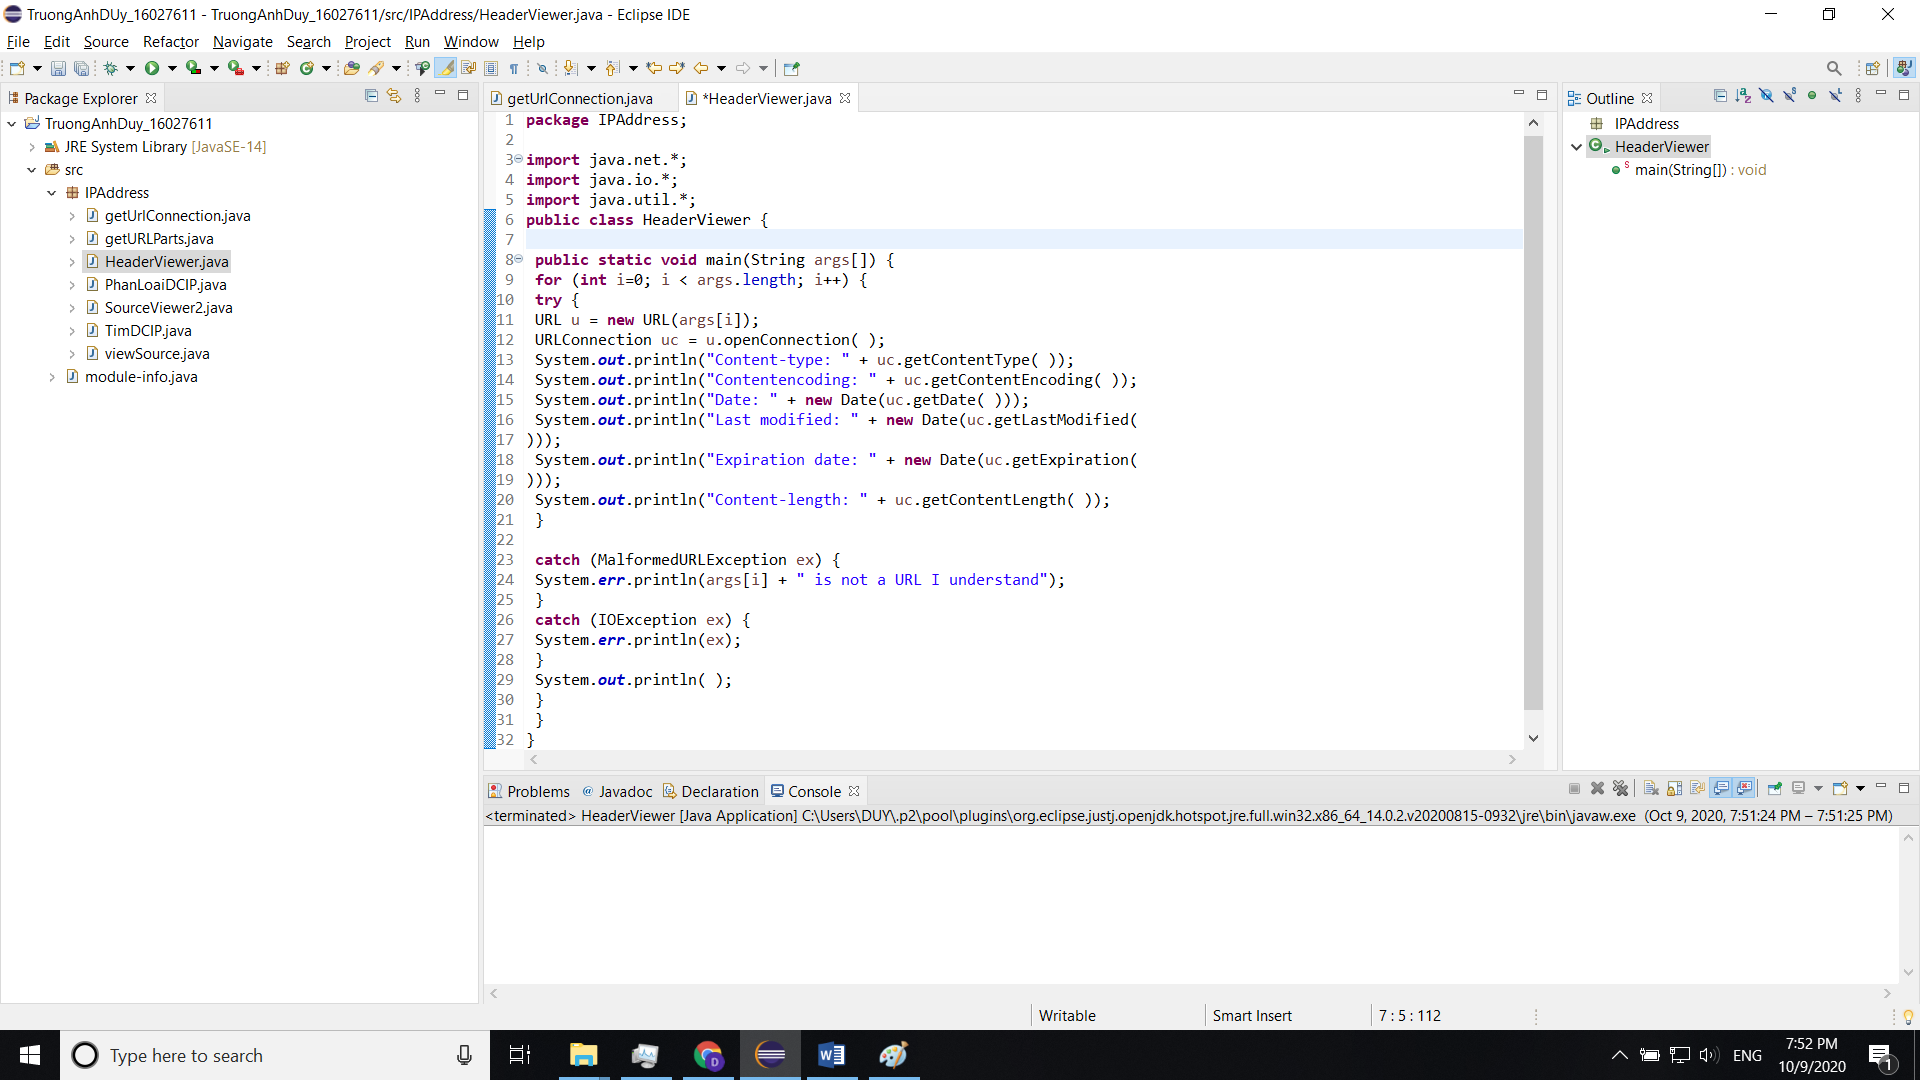 TruongAnhDUy_16027611 - TruongAnhDUy_16027611/src/IPAddress/HeaderViewer.java - Eclipse IDE
File Edit Source Refactor Navigate Search Project Run Window Help
Package Explorer
TruongAnhDuy_16027611
JRE System Library [JavaSE-14]
src
IPAddress
getUrlConnection.java
getURLParts.java
HeaderViewer.java
PhanLoaiDCIP.java
SourceViewer2.java
TimDCIP.java
viewSource.java
module-info.java
getUrlConnection.java *HeaderViewer.java
1 package IPAddress;
2
3 import java.net.*;
4 import java.io.*;
5 import java.util.*;
6 public class HeaderViewer {
7
8 public static void main(String args[]) {
9 for (int i=0; i < args.length; i++) {
10 try {
11 URL u = new URL(args[i]);
12 URLConnection uc = u.openConnection( );
13 System.out.println("Content-type: " + uc.getContentType( ));
14 System.out.println("Contentencoding: " + uc.getContentEncoding( ));
15 System.out.println("Date: " + new Date(uc.getDate( )));
16 System.out.println("Last modified: " + new Date(uc.getLastModified(
17 )));
18 System.out.println("Expiration date: " + new Date(uc.getExpiration(
19 )));
20 System.out.println("Content-length: " + uc.getContentLength( ));
21 }
22
23 catch (MalformedURLException ex) {
24 System.err.println(args[i] + " is not a URL I understand");
25 }
26 catch (IOException ex) {
27 System.err.println(ex);
28 }
29 System.out.println( );
30 }
31 }
32 }
Outline
IPAddress
HeaderViewer
main(String[]) : void
Problems @ Javadoc Declaration Console
<terminated> HeaderViewer [Java Application] C:\Users\DUY\.p2\pool\plugins\org.eclipse.justj.openjdk.hotspot.jre.full.win32.x86_64_14.0.2.v20200815-0932\jre\bin\javaw.exe (Oct 9, 2020, 7:51:24 PM – 7:51:25 PM)
Writable Smart Insert 7 : 5 : 112
Type here to search
ENG
7:52 PM
10/9/2020
1